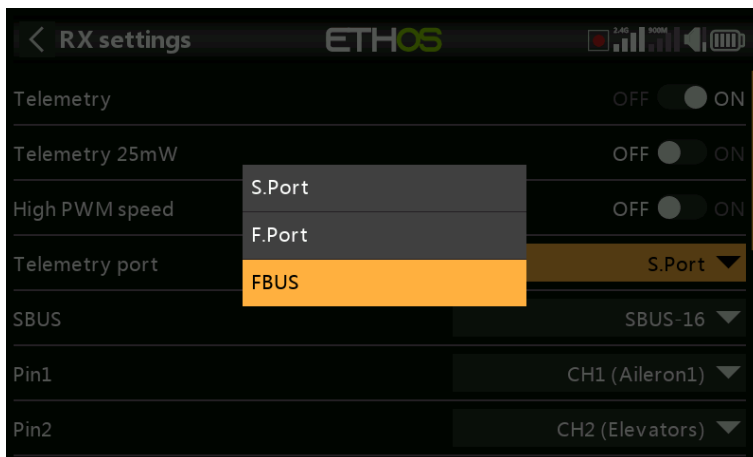 RX settings ETHOS 2.4G 900M
Telemetry OFF ON
Telemetry 25mW OFF ON
S.Port
High PWM speed OFF ON
F.Port
Telemetry port S.Port
FBUS
SBUS SBUS-16
Pin1 CH1 (Aileron1)
Pin2 CH2 (Elevators)